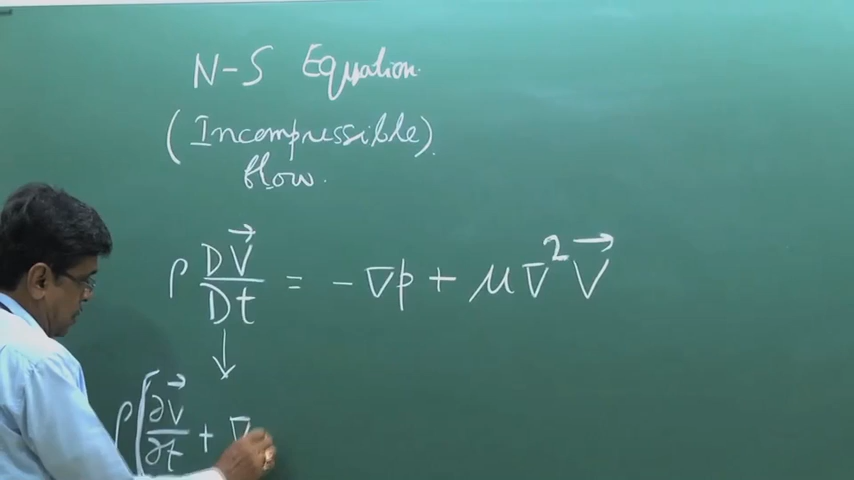 N-S Equation.
(Incompressible).
flow.
ρ DV⃗/Dt = -∇p + μ∇²V⃗
↓
ρ[∂V⃗/∂t + ∇